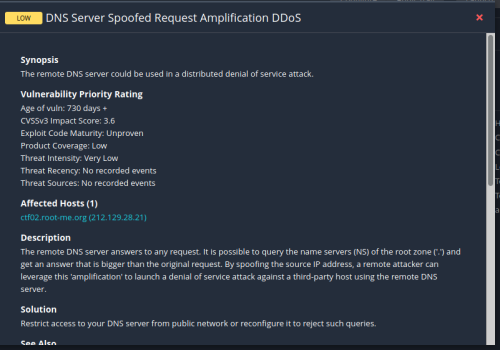 LOW DNS Server Spoofed Request Amplification DDoS
Synopsis
The remote DNS server could be used in a distributed denial of service attack.
Vulnerability Priority Rating
Age of vuln: 730 days +
CVSSv3 Impact Score: 3.6
Exploit Code Maturity: Unproven
Product Coverage: Low
Threat Intensity: Very Low
Threat Recency: No recorded events
Threat Sources: No recorded events
Affected Hosts (1)
ctf02.root-me.org (212.129.28.21)
Description
The remote DNS server answers to any request. It is possible to query the name servers (NS) of the root zone ('.') and
get an answer that is bigger than the original request. By spoofing the source IP address, a remote attacker can
leverage this 'amplification' to launch a denial of service attack against a third-party host using the remote DNS
server.
Solution
Restrict access to your DNS server from public network or reconfigure it to reject such queries.
See Also